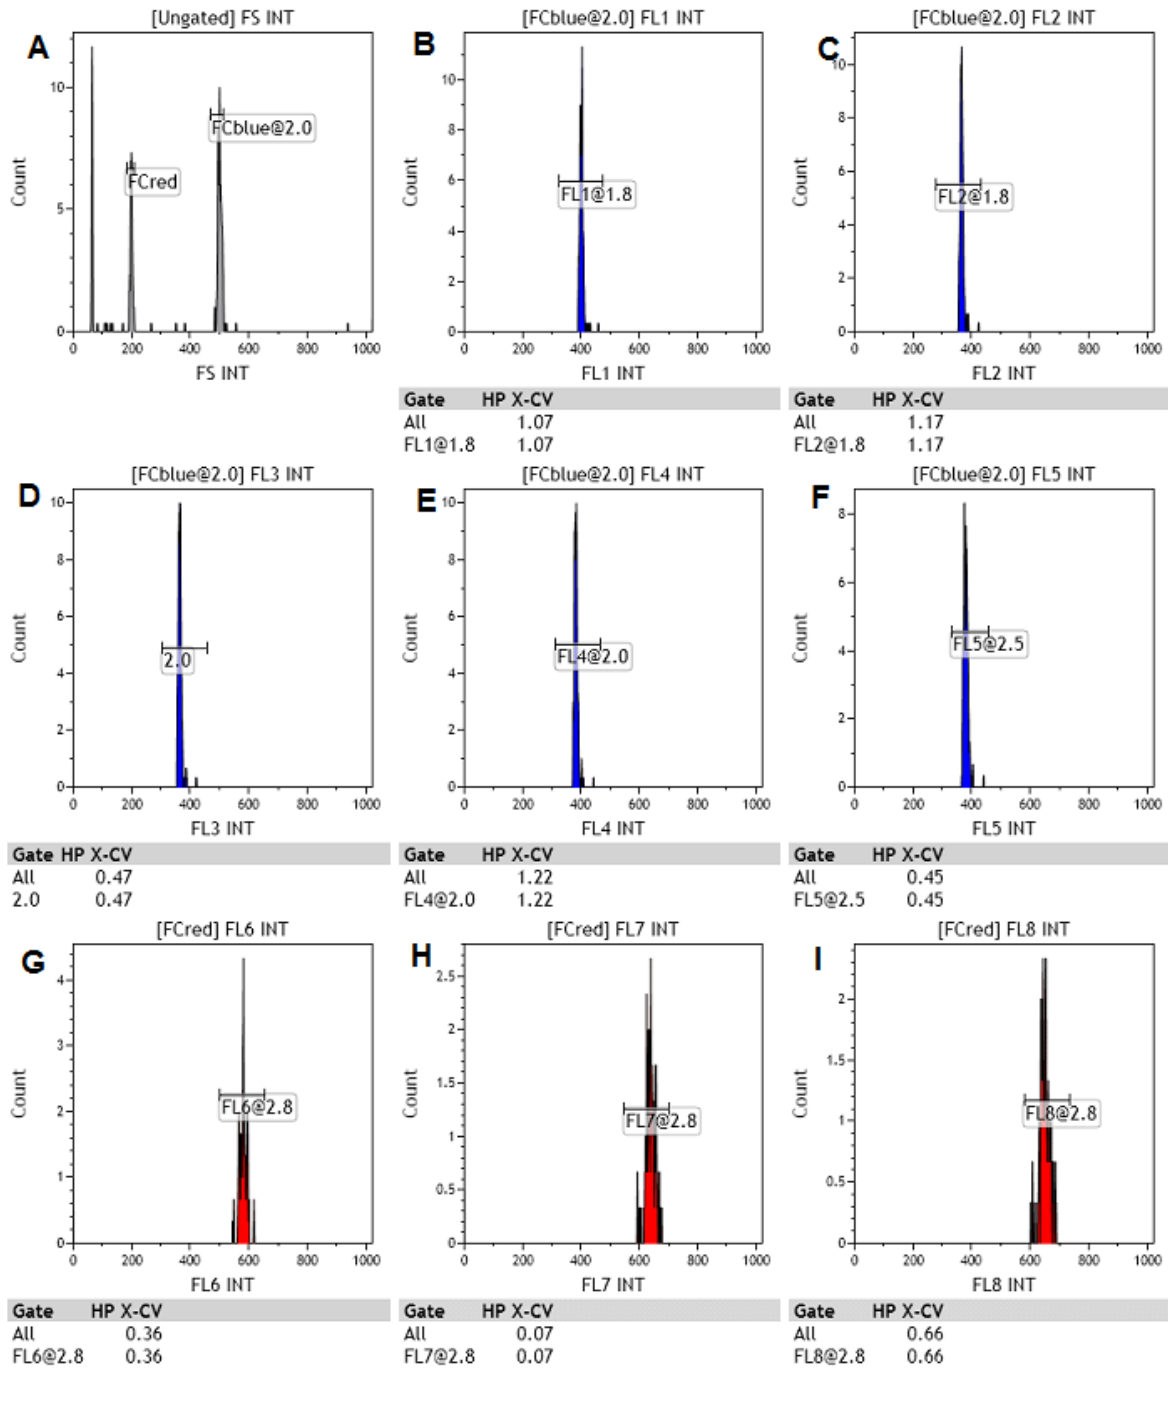 A
[Ungated] FS INT
Count
10
5
0
FCred
FCblue@2.0
0 200 400 600 800 1000
FS INT
B
[FCblue@2.0] FL1 INT
Count
10
8
6
4
2
0
FL1@1.8
0 200 400 600 800 1000
FL1 INT
Gate HP X-CV
All 1.07
FL1@1.8 1.07
C
[FCblue@2.0] FL2 INT
Count
10
8
6
4
2
0
FL2@1.8
0 200 400 600 800 1000
FL2 INT
Gate HP X-CV
All 1.17
FL2@1.8 1.17
D
[FCblue@2.0] FL3 INT
Count
10
8
6
4
2
0
2.0
0 200 400 600 800 1000
FL3 INT
Gate HP X-CV
All 0.47
2.0 0.47
E
[FCblue@2.0] FL4 INT
Count
10
8
6
4
2
0
FL4@2.0
0 200 400 600 800 1000
FL4 INT
Gate HP X-CV
All 1.22
FL4@2.0 1.22
F
[FCblue@2.0] FL5 INT
Count
8
6
4
2
0
FL5@2.5
0 200 400 600 800 1000
FL5 INT
Gate HP X-CV
All 0.45
FL5@2.5 0.45
G
[FCred] FL6 INT
Count
4
3
2
1
0
FL6@2.8
0 200 400 600 800 1000
FL6 INT
Gate HP X-CV
All 0.36
FL6@2.8 0.36
H
[FCred] FL7 INT
Count
2.5
2
1.5
1
0.5
0
FL7@2.8
0 200 400 600 800 1000
FL7 INT
Gate HP X-CV
All 0.07
FL7@2.8 0.07
I
[FCred] FL8 INT
Count
2
1.5
1
0.5
0
FL8@2.8
0 200 400 600 800 1000
FL8 INT
Gate HP X-CV
All 0.66
FL8@2.8 0.66